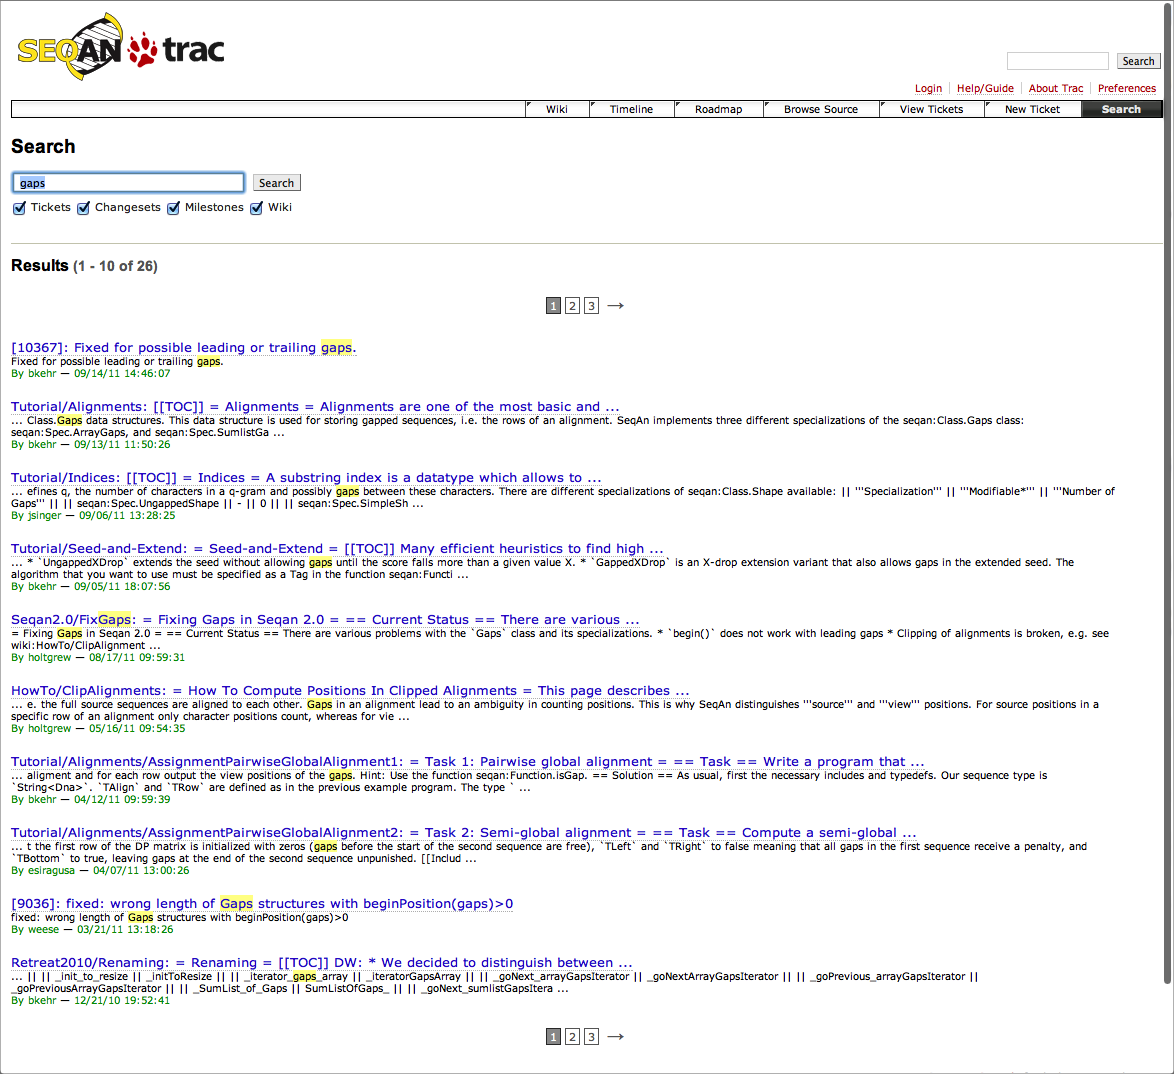 SEQAN trac
Search
Login Help/Guide About Trac Preferences
Wiki Timeline Roadmap Browse Source View Tickets New Ticket Search
Search
gaps Search
Tickets Changesets Milestones Wiki
Results (1 - 10 of 26)
1 2 3 →
[10367]: Fixed for possible leading or trailing gaps.
Fixed for possible leading or trailing gaps.
By bkehr — 09/14/11 14:46:07
Tutorial/Alignments: [[TOC]] = Alignments = Alignments are one of the most basic and ...
... Class.Gaps data structures. This data structure is used for storing gapped sequences, i.e. the rows of an alignment. SeqAn implements three different specializations of the seqan:Class.Gaps class:
seqan:Spec.ArrayGaps, and seqan:Spec.SumlistGa ...
By bkehr — 09/13/11 11:50:26
Tutorial/Indices: [[TOC]] = Indices = A substring index is a datatype which allows to ...
... efines q, the number of characters in a q-gram and possibly gaps between these characters. There are different specializations of seqan:Class.Shape available: || '''Specialization''' || '''Modifiable*''' || '''Number of
Gaps''' || || seqan:Spec.UngappedShape || - || 0 || || seqan:Spec.SimpleSh ...
By jsinger — 09/06/11 13:28:25
Tutorial/Seed-and-Extend: = Seed-and-Extend = [[TOC]] Many efficient heuristics to find high ...
... * `UngappedXDrop` extends the seed without allowing gaps until the score falls more than a given value X. * `GappedXDrop` is an X-drop extension variant that also allows gaps in the extended seed. The
algorithm that you want to use must be specified as a Tag in the function seqan:Functi ...
By bkehr — 09/05/11 18:07:56
Seqan2.0/FixGaps: = Fixing Gaps in Seqan 2.0 = == Current Status == There are various ...
= Fixing Gaps in Seqan 2.0 = == Current Status == There are various problems with the `Gaps` class and its specializations. * `begin()` does not work with leading gaps * Clipping of alignments is broken, e.g. see
wiki:HowTo/ClipAlignment ...
By holtgrew — 08/17/11 09:59:31
HowTo/ClipAlignments: = How To Compute Positions In Clipped Alignments = This page describes ...
... e. the full source sequences are aligned to each other. Gaps in an alignment lead to an ambiguity in counting positions. This is why SeqAn distinguishes '''source''' and '''view''' positions. For source positions in a
specific row of an alignment only character positions count, whereas for vie ...
By holtgrew — 05/16/11 09:54:35
Tutorial/Alignments/AssignmentPairwiseGlobalAlignment1: = Task 1: Pairwise global alignment = == Task == Write a program that ...
... aligment and for each row output the view positions of the gaps. Hint: Use the function seqan:Function.isGap. == Solution == As usual, first the necessary includes and typedefs. Our sequence type is
`String<Dna>`. `TAlign` and `TRow` are defined as in the previous example program. The type ` ...
By bkehr — 04/12/11 09:59:39
Tutorial/Alignments/AssignmentPairwiseGlobalAlignment2: = Task 2: Semi-global alignment = == Task == Compute a semi-global ...
... t the first row of the DP matrix is initialized with zeros (gaps before the start of the second sequence are free), `TLeft` and `TRight` to false meaning that all gaps in the first sequence receive a penalty, and
`TBottom` to true, leaving gaps at the end of the second sequence unpunished. [[Includ ...
By esiragusa — 04/07/11 13:00:26
[9036]: fixed: wrong length of Gaps structures with beginPosition(gaps)>0
fixed: wrong length of Gaps structures with beginPosition(gaps)>0
By weese — 03/21/11 13:18:26
Retreat2010/Renaming: = Renaming = [[TOC]] DW: * We decided to distinguish between ...
... || || _init_to_resize || _initToResize || || _iterator_gaps_array || _iteratorGapsArray || || _goNext_arrayGapsIterator || _goNextArrayGapsIterator || || _goPrevious_arrayGapsIterator ||
_goPreviousArrayGapsIterator || || _SumList_of_Gaps || SumListOfGaps_ || || _goNext_sumlistGapsItera ...
By bkehr — 12/21/10 19:52:41
1 2 3 →